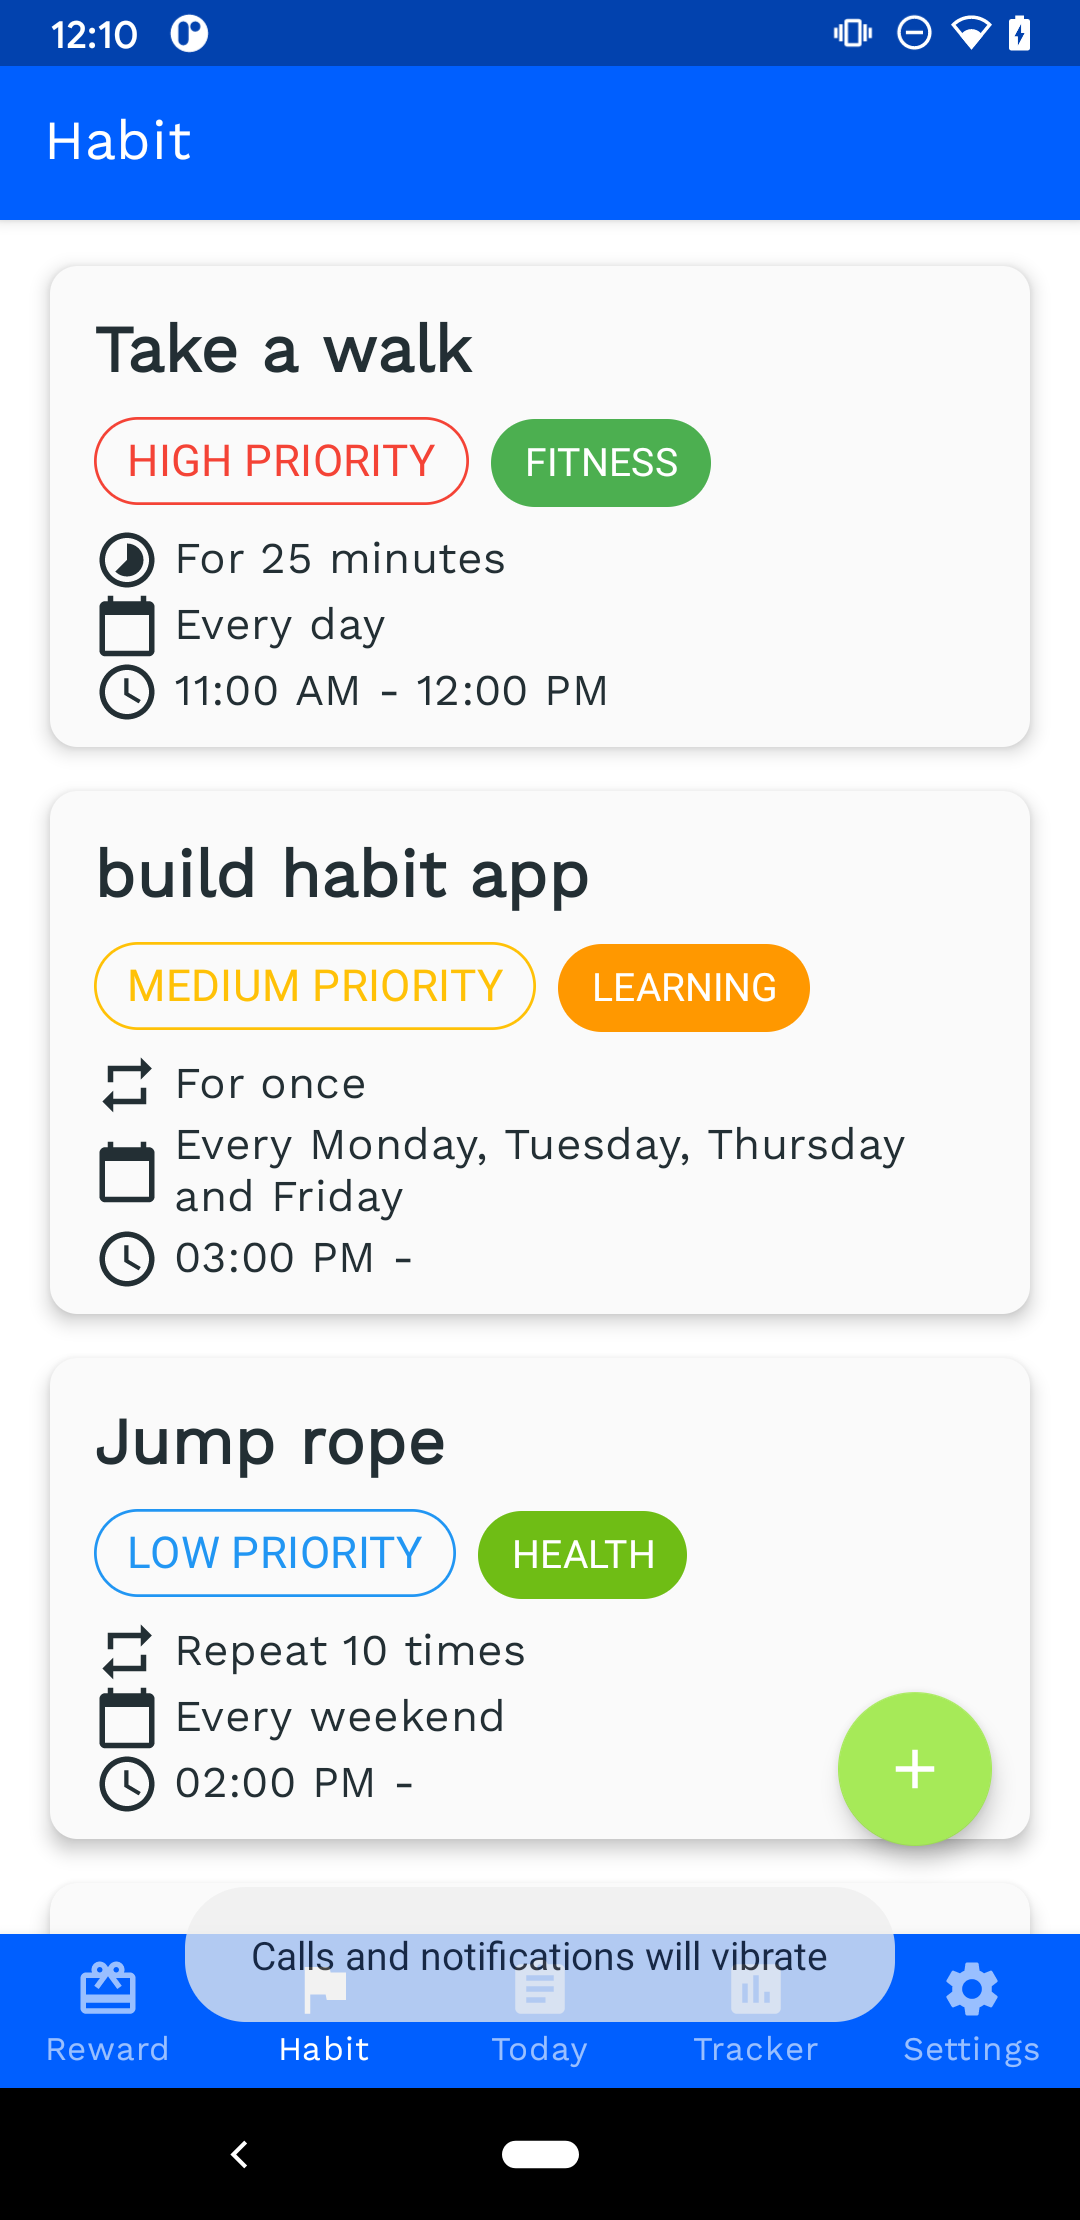 12:10
Habit
Take a walk
HIGH PRIORITY FITNESS
For 25 minutes
Every day
11:00 AM - 12:00 PM
build habit app
MEDIUM PRIORITY LEARNING
For once
Every Monday, Tuesday, Thursday
and Friday
03:00 PM -
Jump rope
LOW PRIORITY HEALTH
Repeat 10 times
Every weekend
02:00 PM -
Calls and notifications will vibrate
Reward Habit Today Tracker Settings